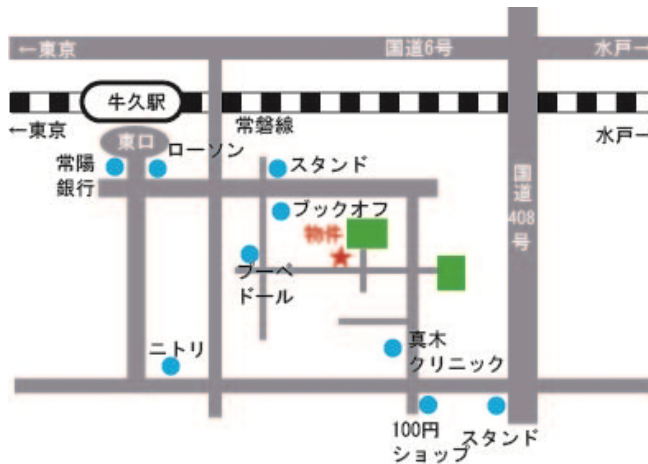 ←東京
国道6号
水戸→
牛久駅
←東京
常磐線
水戸→
東口
常陽
銀行
ローソン
スタンド
国道
408
号
ブックオフ
物件
プーペ
ドール
ニトリ
真木
クリニック
100円
ショップ
スタンド